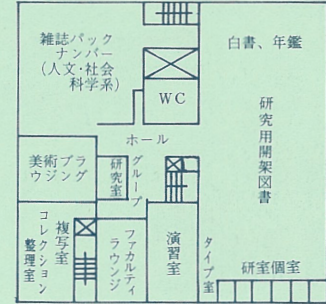 雑誌バック
ナンバー
(人文・社会
科学系)
白書、年鑑
WC
研究用開架図書
ホール
美術ブラ
ウジング
グループ
研究室
コレクション
整理室
複写室
ファカルティ
ラウンジ
演習室
タイプ室
研室個室